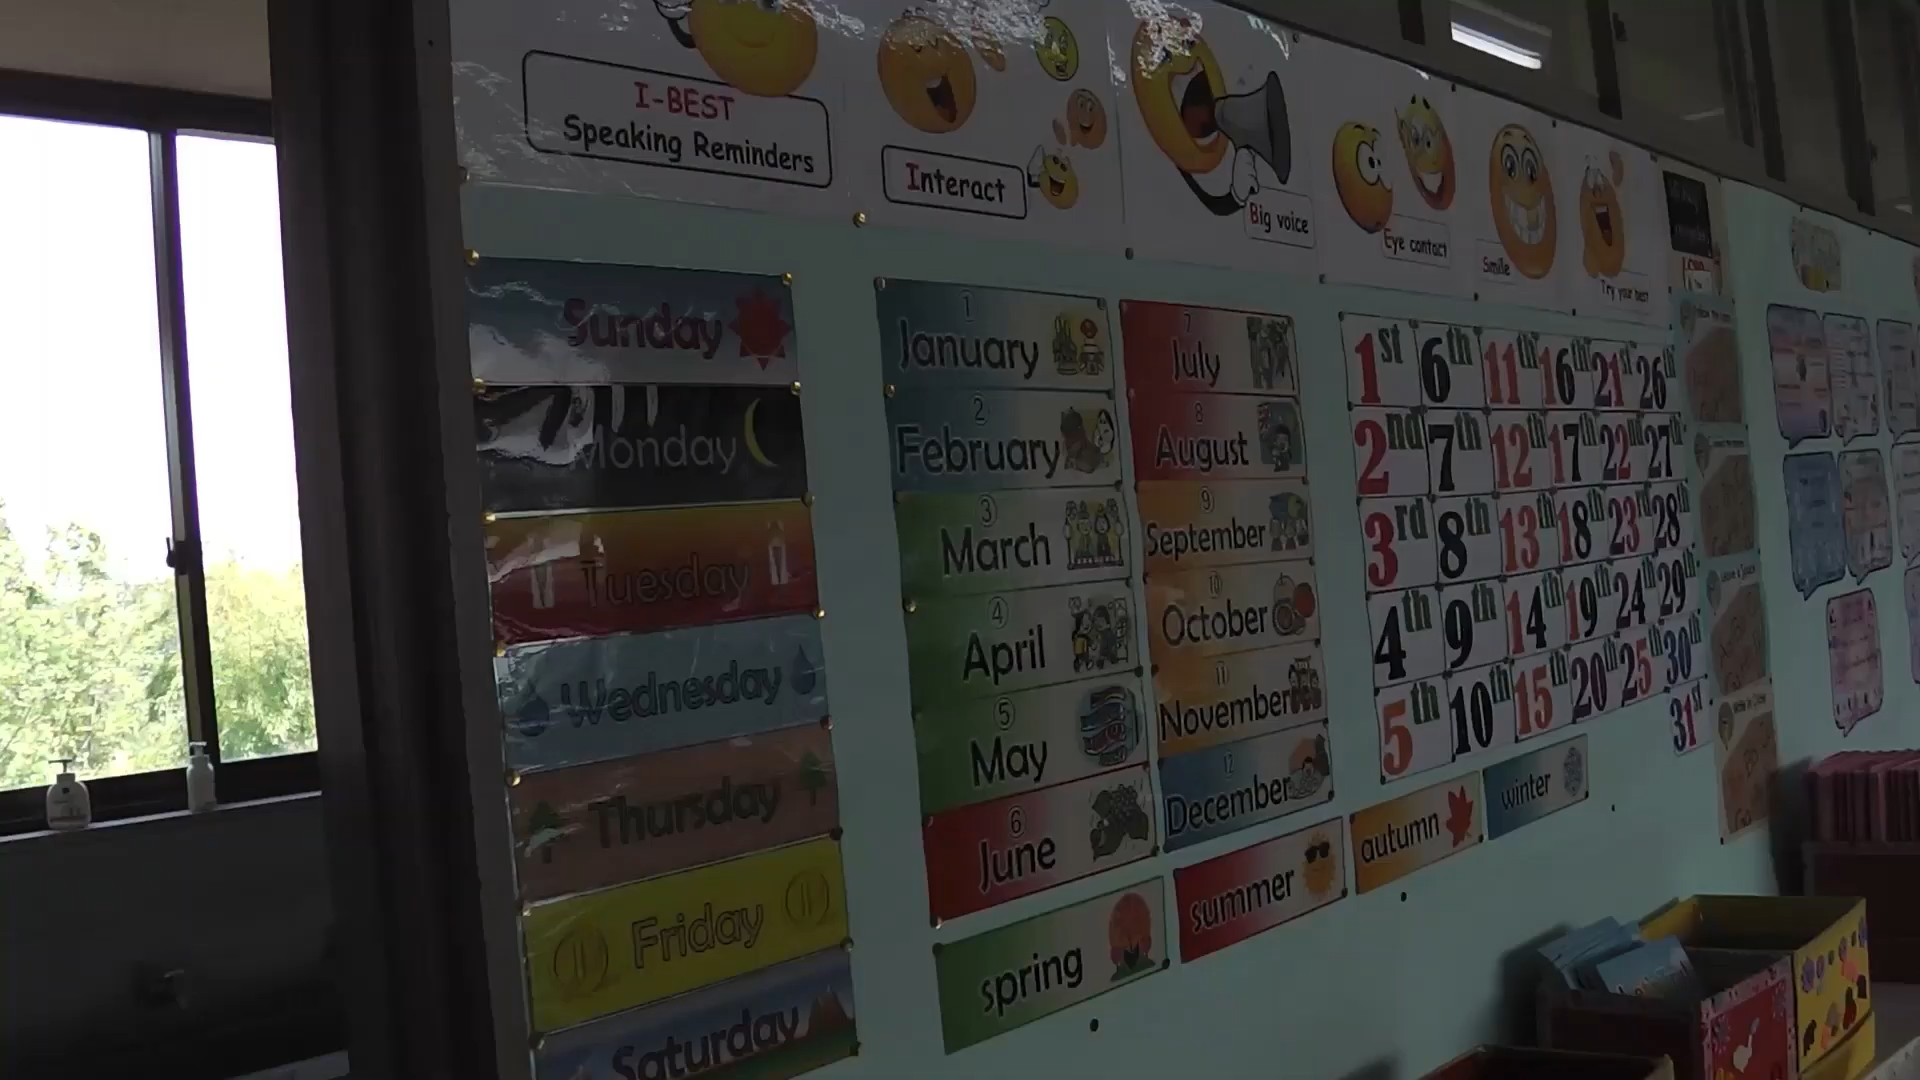 I-BEST
Speaking Reminders
Interact
Big voice
Eye contact
Smile
Try your best
Sunday
Monday
Tuesday
Wednesday
Thursday
Friday
Saturday
1
January
2
February
3
March
4
April
5
May
6
June
7
July
8
August
9
September
10
October
11
November
12
December
spring
summer
autumn
winter
1st 6th 11th 16th 21st 26th
2nd 7th 12th 17th 22nd 27th
3rd 8th 13th 18th 23rd 28th
4th 9th 14th 19th 24th 29th
5th 10th 15th 20th 25th 30th
31st